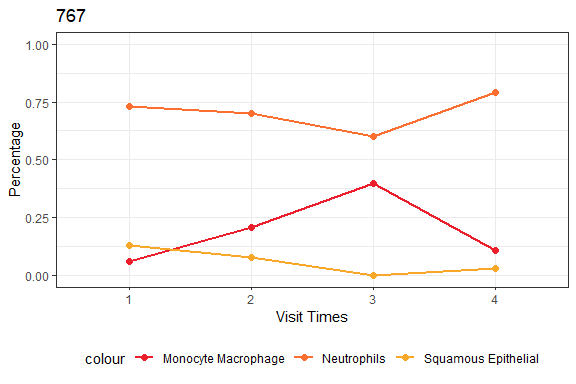 767
1.00
0.75
0.50
0.25
0.00
Percentage
1 2 3 4
Visit Times
colour Monocyte Macrophage Neutrophils Squamous Epithelial